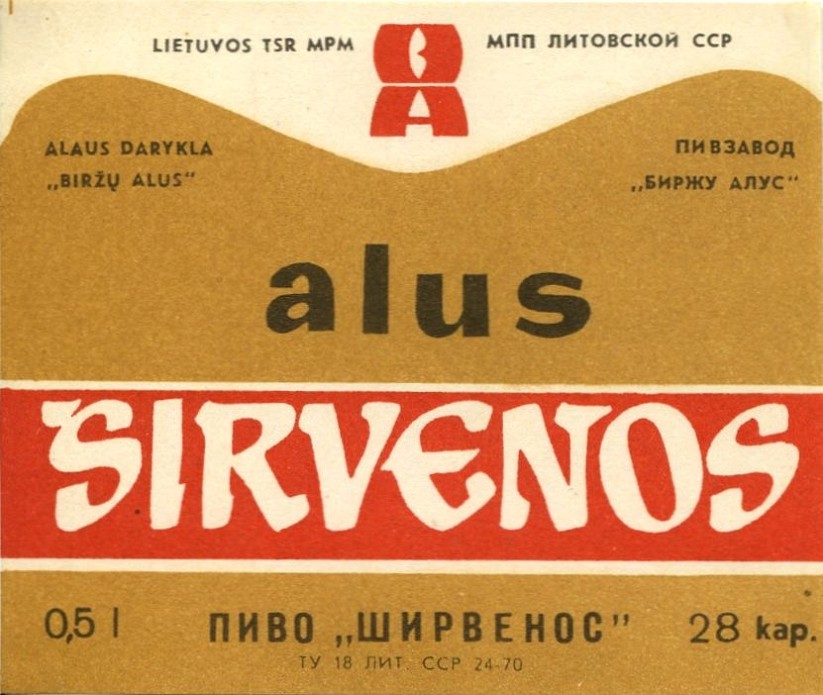 LIETUVOS TSR MPM
МПП ЛИТОВСКОЙ ССР
BA
ALAUS DARYKLA
„BIRŽŲ ALUS“
ПИВЗАВОД
„БИРЖУ АЛУС“
alus
ŠIRVENOS
0,5 l
ПИВО „ШИРВЕНОС”
28 kap.
ТУ 18 ЛИТ. ССР 24-70